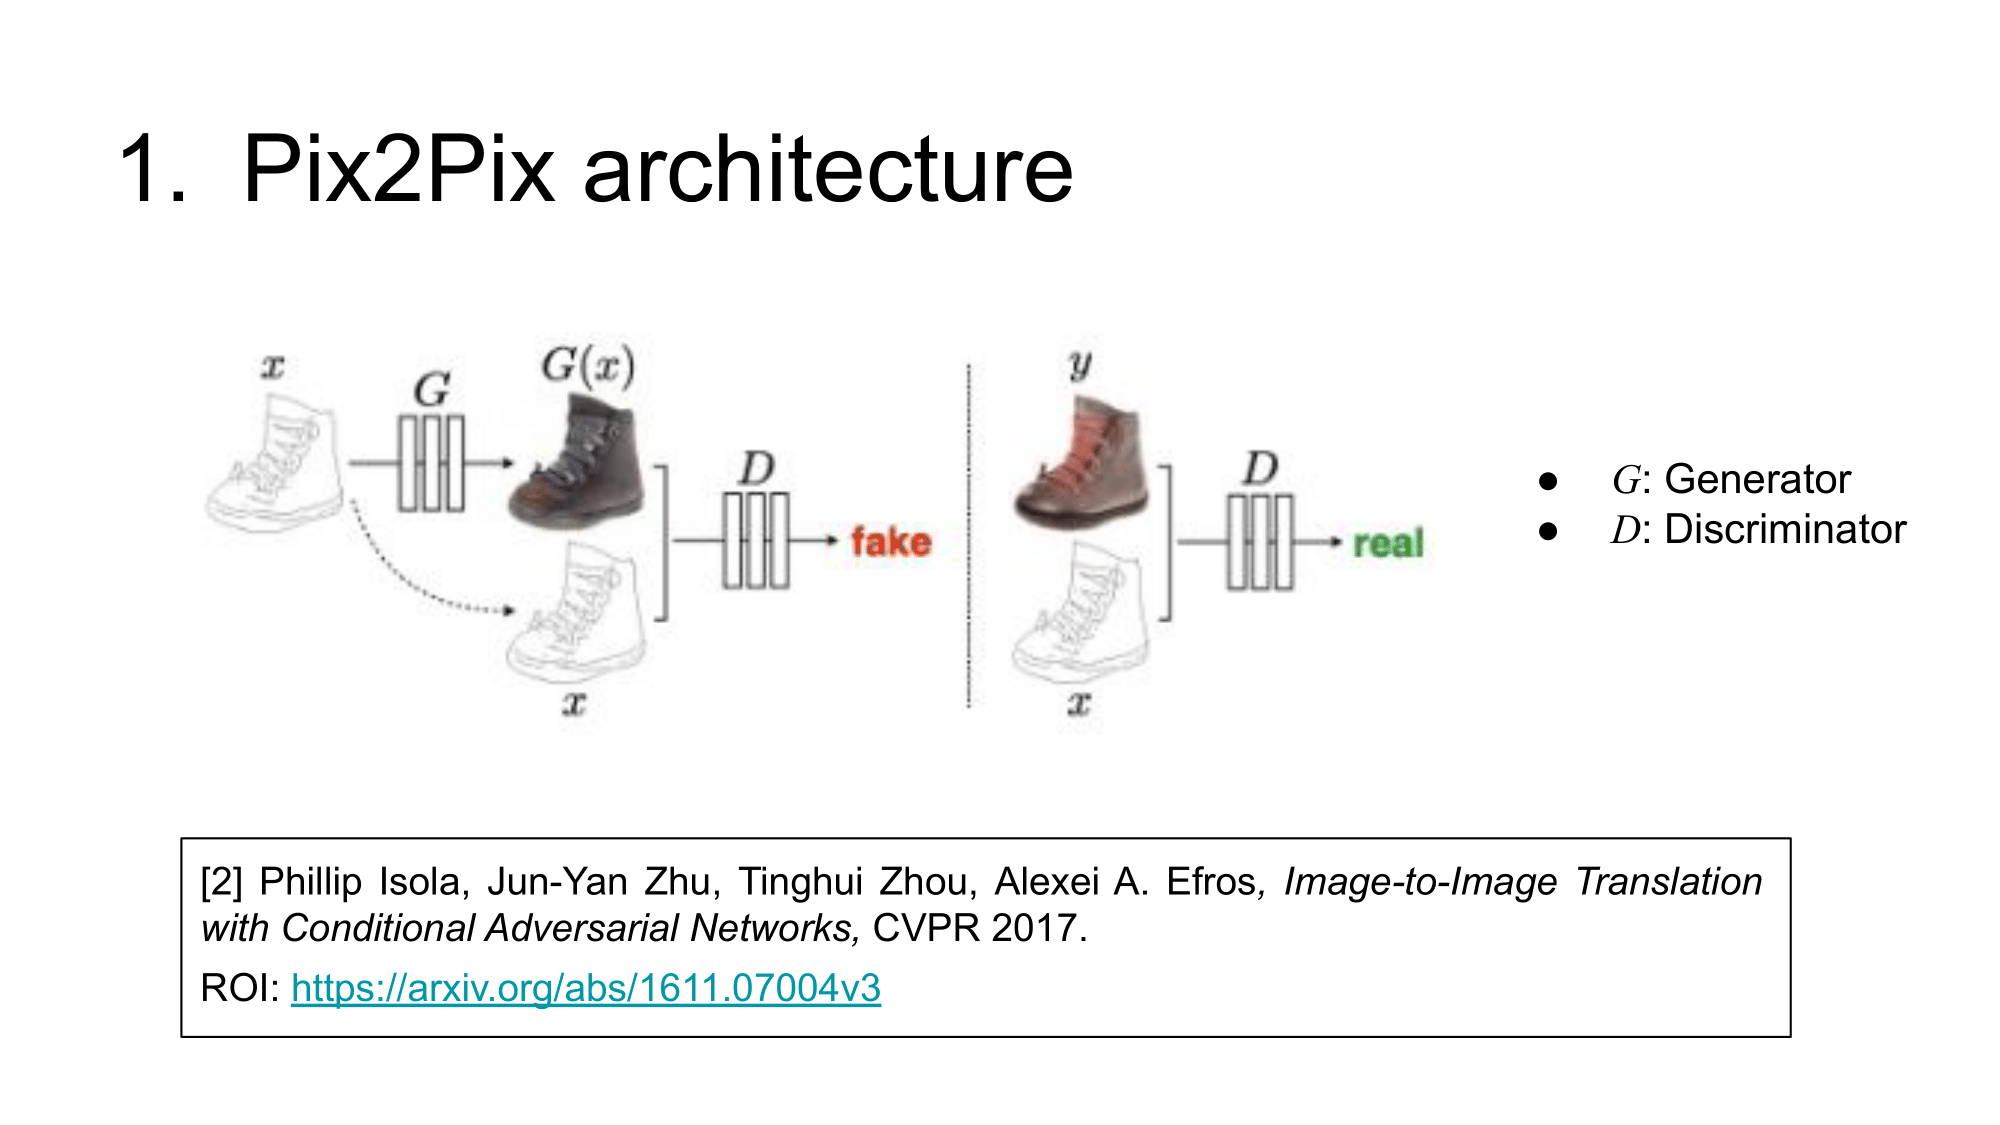 1. Pix2Pix architecture
x
G
G(x)
D
fake
x
y
D
real
x
● G: Generator
● D: Discriminator
[2] Phillip Isola, Jun-Yan Zhu, Tinghui Zhou, Alexei A. Efros, Image-to-Image Translation
with Conditional Adversarial Networks, CVPR 2017.
ROI: https://arxiv.org/abs/1611.07004v3